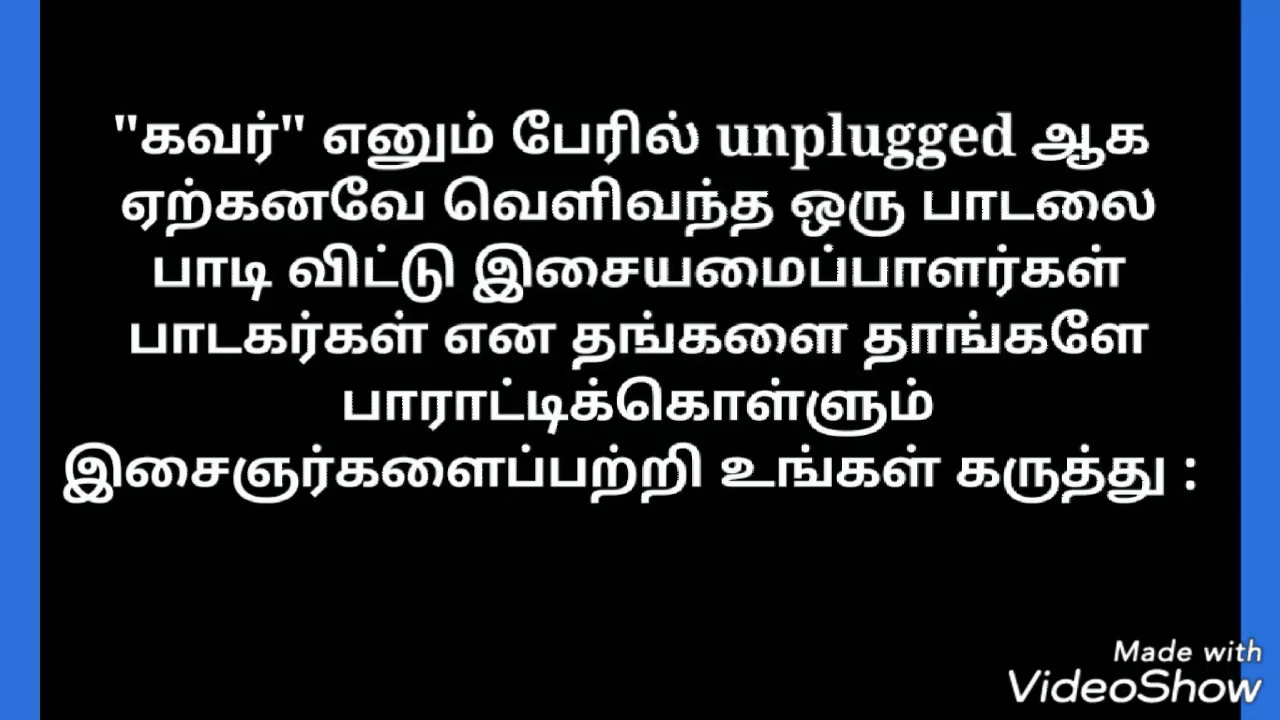 "கவர்" எனும் பேரில் unplugged ஆக
ஏற்கனவே வெளிவந்த ஒரு பாடலை
பாடி விட்டு இசையமைப்பாளர்கள்
பாடகர்கள் என தங்களை தாங்களே
பாராட்டிக்கொள்ளும்
இசைஞர்களைப்பற்றி உங்கள் கருத்து :
Made with
VideoShow